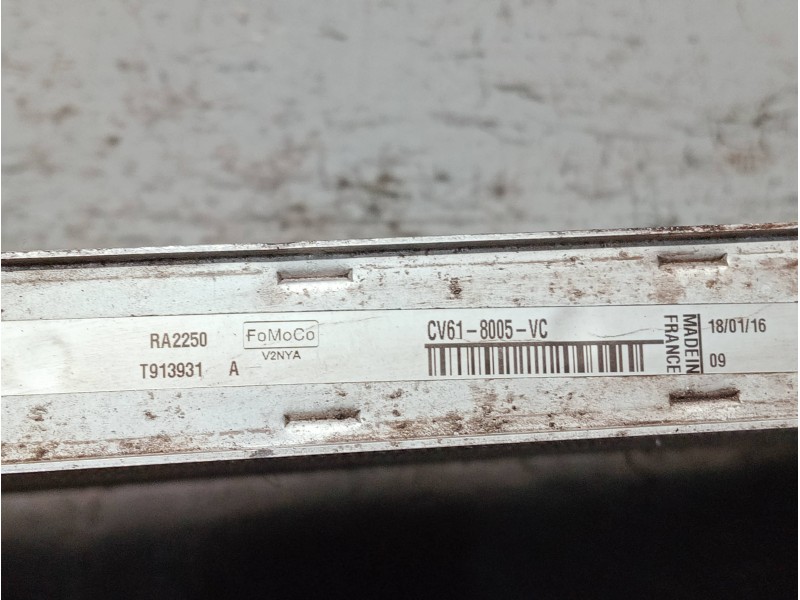 RA2250
T913931 A
FoMoCo
V2NYA
CV61-8005-VC
MADE IN
FRANCE
18/01/16
09